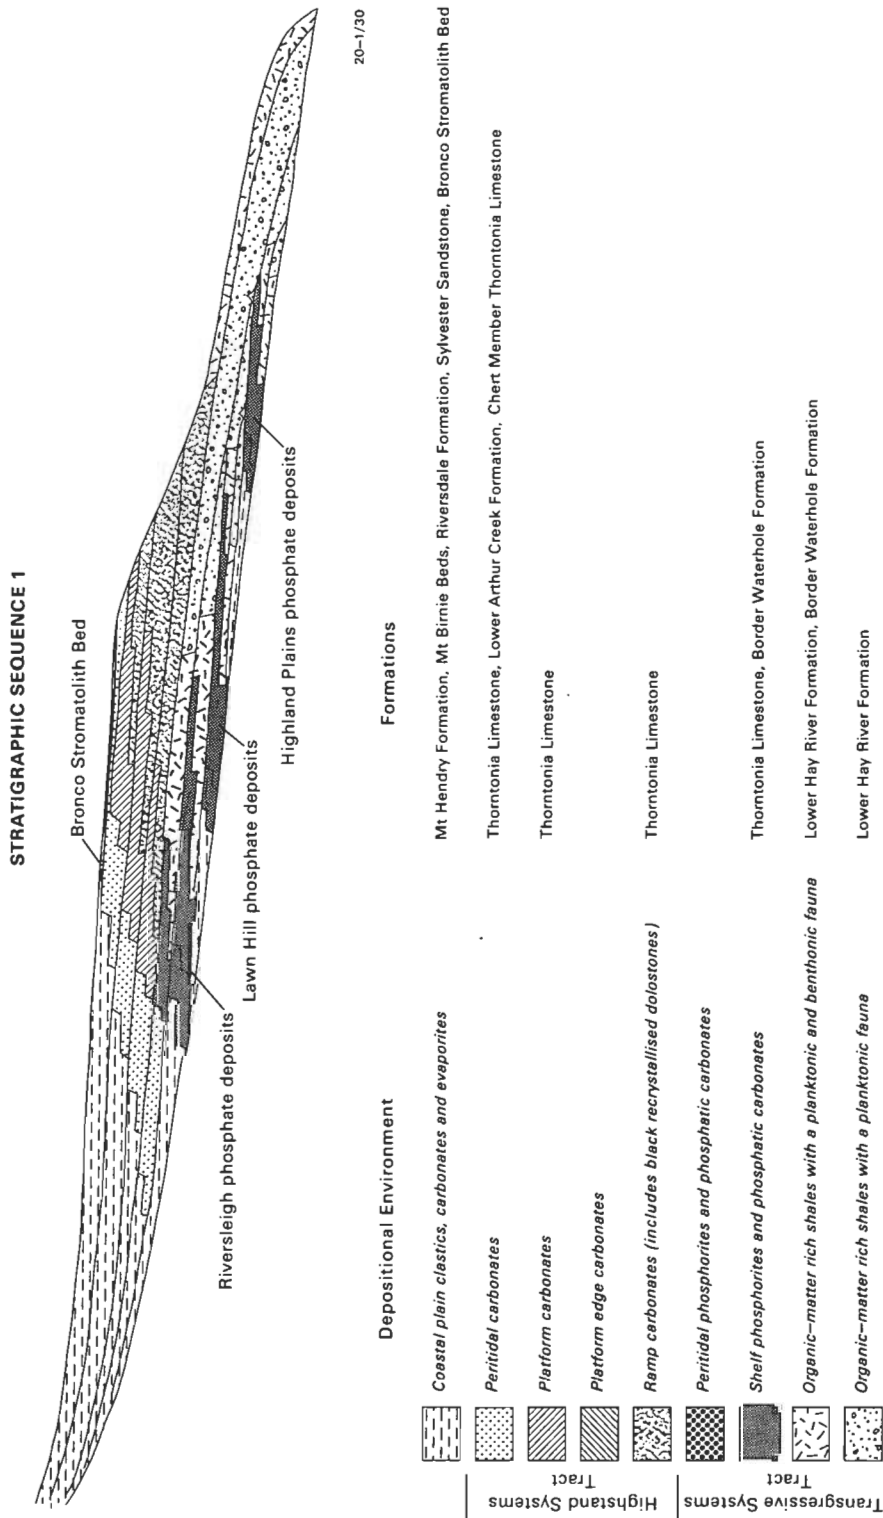 STRATIGRAPHIC SEQUENCE 1
Bronco Stromatolith Bed
Riversleigh phosphate deposits
Lawn Hill phosphate deposits
Highland Plains phosphate deposits
20–1/30
Depositional Environment
Formations
Highstand Systems
Tract
Coastal plain clastics, carbonates and evaporites
Mt Hendry Formation, Mt Birnie Beds, Riversdale Formation, Sylvester Sandstone, Bronco Stromatolith Bed
Peritidal carbonates
Thorntonia Limestone, Lower Arthur Creek Formation, Chert Member Thorntonia Limestone
Platform carbonates
Thorntonia Limestone
Platform edge carbonates
Ramp carbonates (includes black recrystallised dolostones)
Thorntonia Limestone
Transgressive Systems
Tract
Peritidal phosphorites and phosphatic carbonates
Shelf phosphorites and phosphatic carbonates
Thorntonia Limestone, Border Waterhole Formation
Organic–matter rich shales with a planktonic and benthonic fauna
Lower Hay River Formation, Border Waterhole Formation
Organic–matter rich shales with a planktonic fauna
Lower Hay River Formation